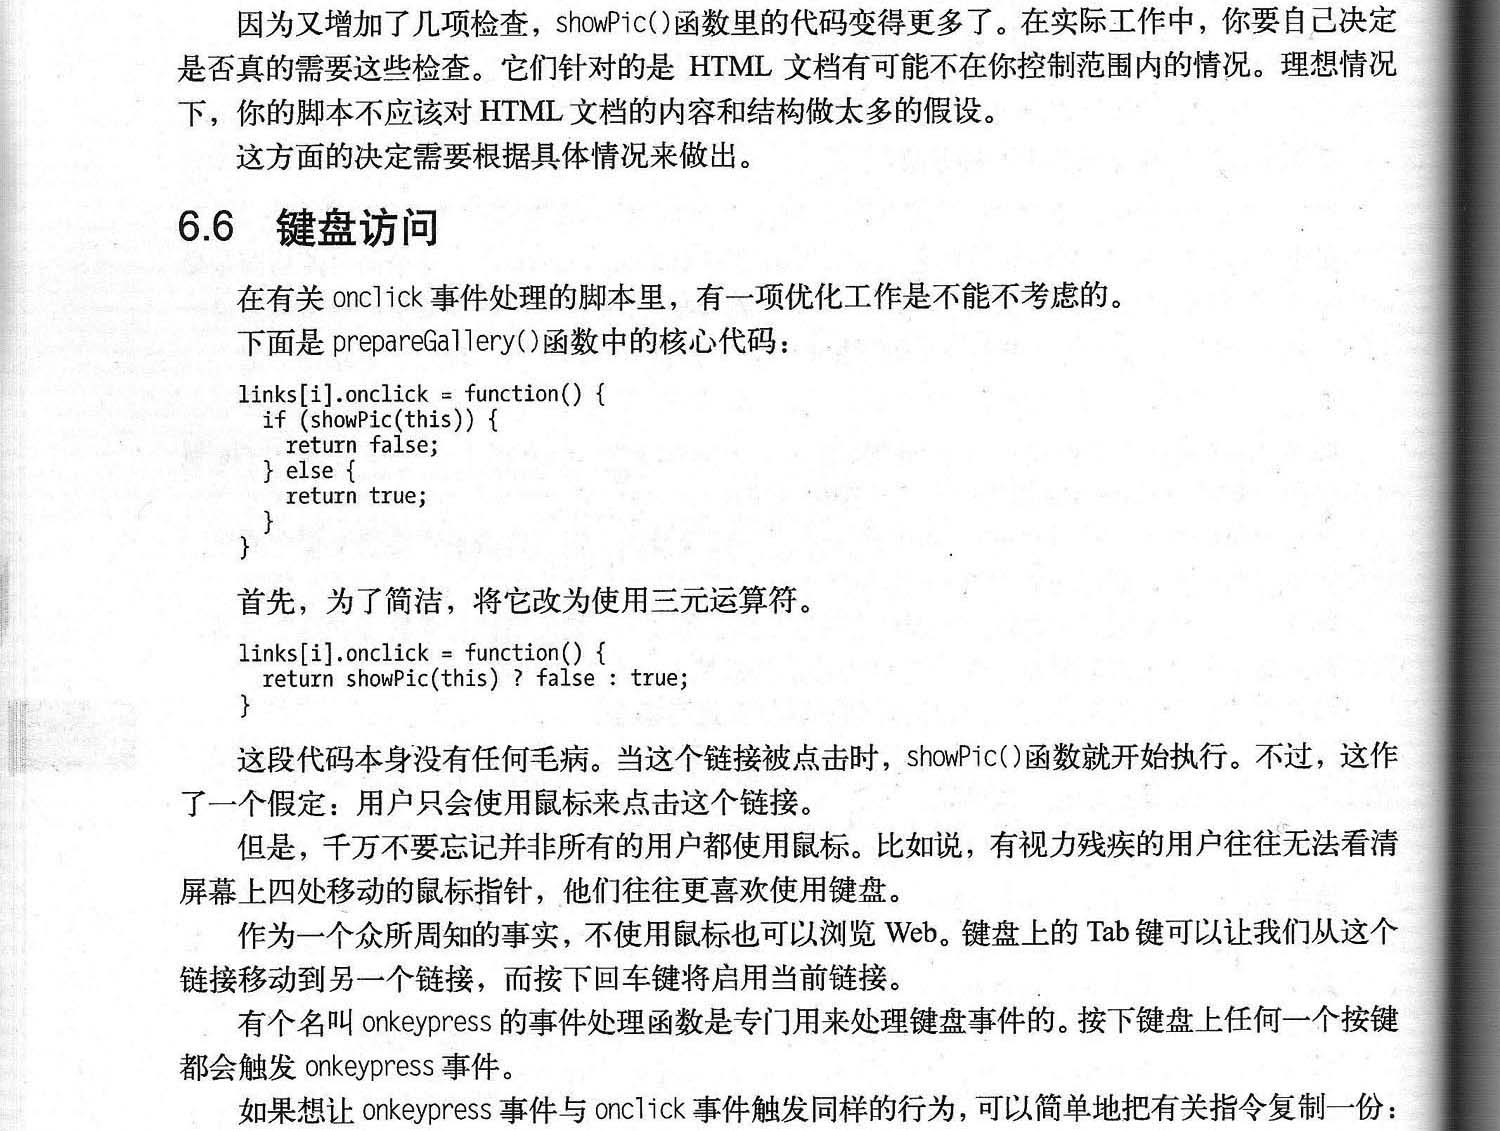 因为又增加了几项检查，showPic()函数里的代码变得更多了。在实际工作中，你要自己决定
是否真的需要这些检查。它们针对的是 HTML 文档有可能不在你控制范围内的情况。理想情况
下，你的脚本不应该对 HTML 文档的内容和结构做太多的假设。
这方面的决定需要根据具体情况来做出。
6.6 键盘访问
在有关 onclick 事件处理的脚本里，有一项优化工作是不能不考虑的。
下面是 prepareGallery()函数中的核心代码：
links[i].onclick = function() {
  if (showPic(this)) {
    return false;
  } else {
    return true;
  }
}
首先，为了简洁，将它改为使用三元运算符。
links[i].onclick = function() {
  return showPic(this) ? false : true;
}
这段代码本身没有任何毛病。当这个链接被点击时，showPic()函数就开始执行。不过，这作
了一个假定：用户只会使用鼠标来点击这个链接。
但是，千万不要忘记并非所有的用户都使用鼠标。比如说，有视力残疾的用户往往无法看清
屏幕上四处移动的鼠标指针，他们往往更喜欢使用键盘。
作为一个众所周知的事实，不使用鼠标也可以浏览 Web。键盘上的 Tab 键可以让我们从这个
链接移动到另一个链接，而按下回车键将启用当前链接。
有个名叫 onkeypress 的事件处理函数是专门用来处理键盘事件的。按下键盘上任何一个按键
都会触发 onkeypress 事件。
如果想让 onkeypress 事件与 onclick 事件触发同样的行为，可以简单地把有关指令复制一份：